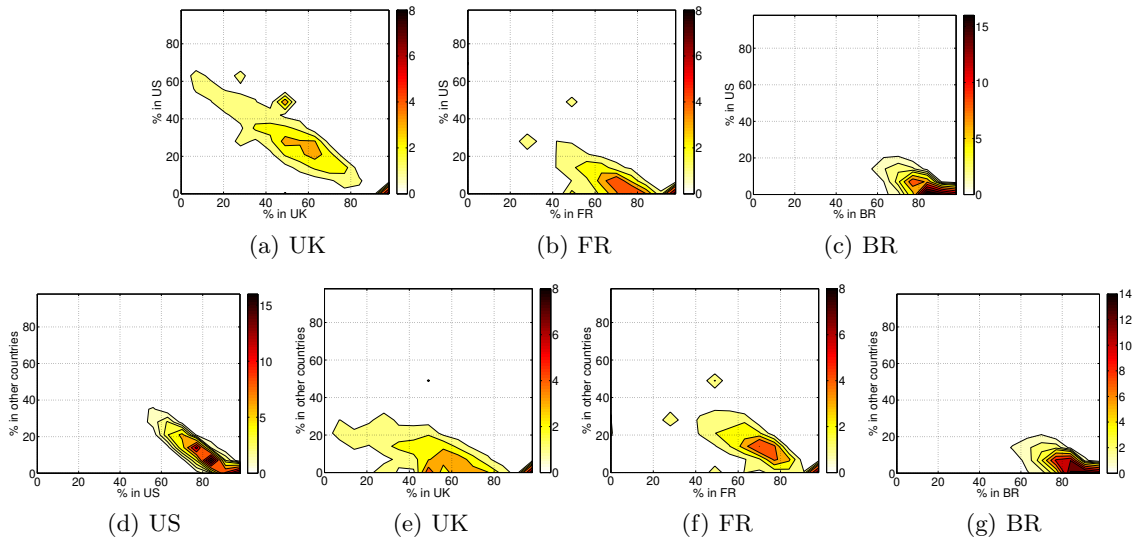 % in US
80
60
40
20
0
0 20 40 60 80
% in UK
8
6
4
2
0
(a) UK
% in US
80
60
40
20
0
0 20 40 60 80
% in FR
8
6
4
2
0
(b) FR
% in US
80
60
40
20
0
0 20 40 60 80
% in BR
15
10
5
0
(c) BR
% in other countries
80
60
40
20
0
0 20 40 60 80
% in US
15
10
5
0
(d) US
% in other countries
80
60
40
20
0
0 20 40 60 80
% in UK
8
6
4
2
0
(e) UK
% in other countries
80
60
40
20
0
0 20 40 60 80
% in FR
8
6
4
2
0
(f) FR
% in other countries
80
60
40
20
0
0 20 40 60 80
% in BR
14
12
10
8
6
4
2
0
(g) BR